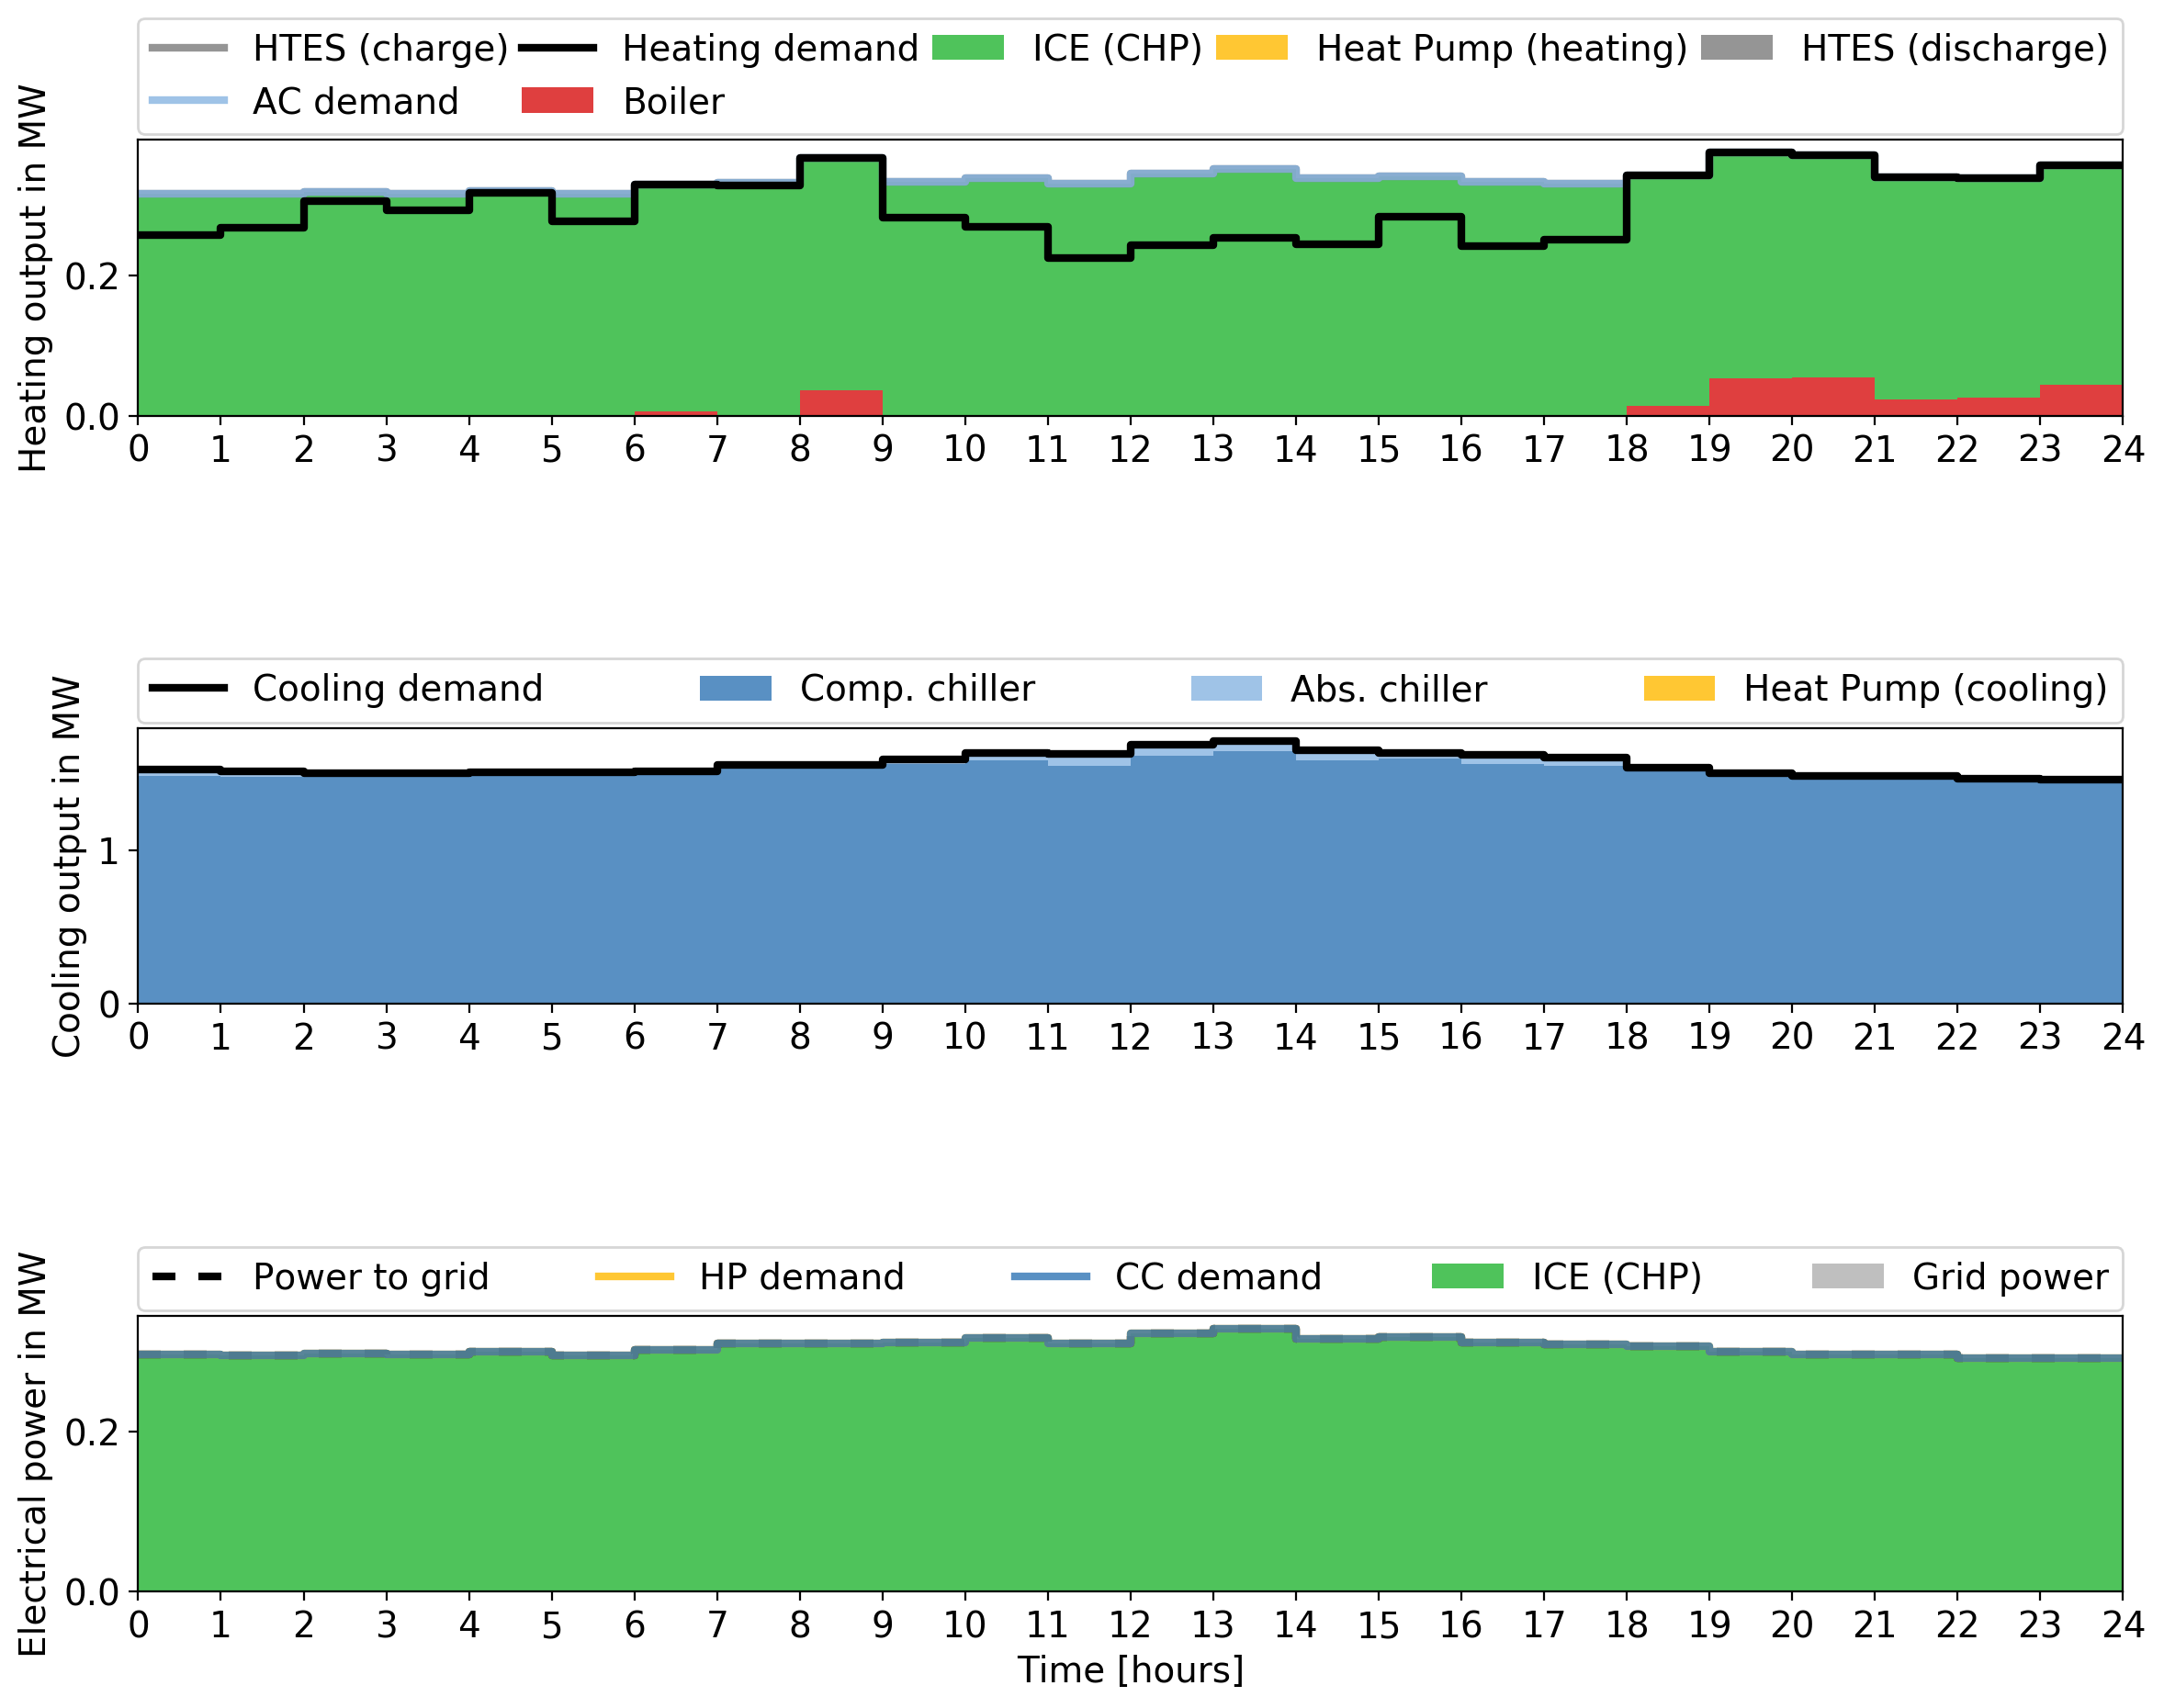 HTES (charge) Heating demand ICE (CHP) Heat Pump (heating) HTES (discharge)
AC demand Boiler
Heating output in MW
0.2
0.0
0 1 2 3 4 5 6 7 8 9 10 11 12 13 14 15 16 17 18 19 20 21 22 23 24
Cooling demand Comp. chiller Abs. chiller Heat Pump (cooling)
Cooling output in MW
1
0
0 1 2 3 4 5 6 7 8 9 10 11 12 13 14 15 16 17 18 19 20 21 22 23 24
Power to grid HP demand CC demand ICE (CHP) Grid power
Electrical power in MW
0.2
0.0
0 1 2 3 4 5 6 7 8 9 10 11 12 13 14 15 16 17 18 19 20 21 22 23 24
Time [hours]